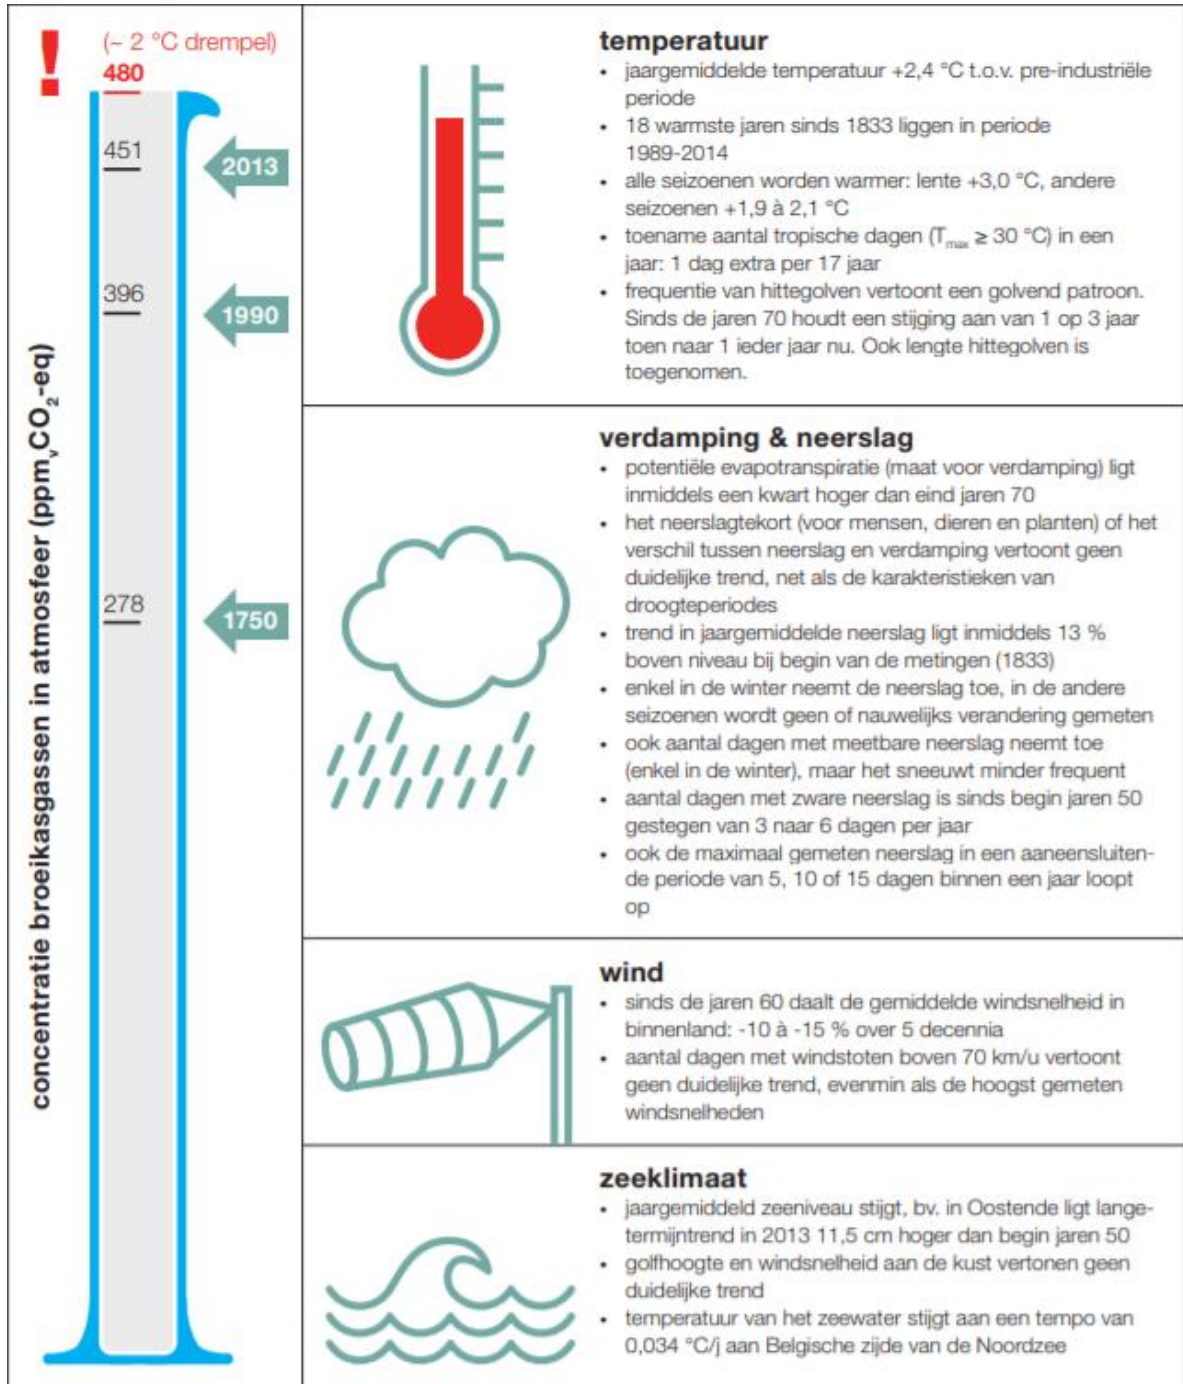 (~ 2 °C drempel)
480
451
2013
396
1990
278
1750
concentratie broeikasgassen in atmosfeer (ppmᵥCO₂-eq)
temperatuur
• jaargemiddelde temperatuur +2,4 °C t.o.v. pre-industriële
periode
• 18 warmste jaren sinds 1833 liggen in periode
1989-2014
• alle seizoenen worden warmer: lente +3,0 °C, andere
seizoenen +1,9 à 2,1 °C
• toename aantal tropische dagen (Tmax ≥ 30 °C) in een
jaar: 1 dag extra per 17 jaar
• frequentie van hittegolven vertoont een golvend patroon.
Sinds de jaren 70 houdt een stijging aan van 1 op 3 jaar
toen naar 1 ieder jaar nu. Ook lengte hittegolven is
toegenomen.
verdamping & neerslag
• potentiële evapotranspiratie (maat voor verdamping) ligt
inmiddels een kwart hoger dan eind jaren 70
• het neerslagtekort (voor mensen, dieren en planten) of het
verschil tussen neerslag en verdamping vertoont geen
duidelijke trend, net als de karakteristieken van
droogteperiodes
• trend in jaargemiddelde neerslag ligt inmiddels 13 %
boven niveau bij begin van de metingen (1833)
• enkel in de winter neemt de neerslag toe, in de andere
seizoenen wordt geen of nauwelijks verandering gemeten
• ook aantal dagen met meetbare neerslag neemt toe
(enkel in de winter), maar het sneeuwt minder frequent
• aantal dagen met zware neerslag is sinds begin jaren 50
gestegen van 3 naar 6 dagen per jaar
• ook de maximaal gemeten neerslag in een aaneensluiten-
de periode van 5, 10 of 15 dagen binnen een jaar loopt
op
wind
• sinds de jaren 60 daalt de gemiddelde windsnelheid in
binnenland: -10 à -15 % over 5 decennia
• aantal dagen met windstoten boven 70 km/u vertoont
geen duidelijke trend, evenmin als de hoogst gemeten
windsnelheden
zeeklimaat
• jaargemiddeld zeeniveau stijgt, bv. in Oostende ligt lange-
termijntrend in 2013 11,5 cm hoger dan begin jaren 50
• golfhoogte en windsnelheid aan de kust vertonen geen
duidelijke trend
• temperatuur van het zeewater stijgt aan een tempo van
0,034 °C/j aan Belgische zijde van de Noordzee